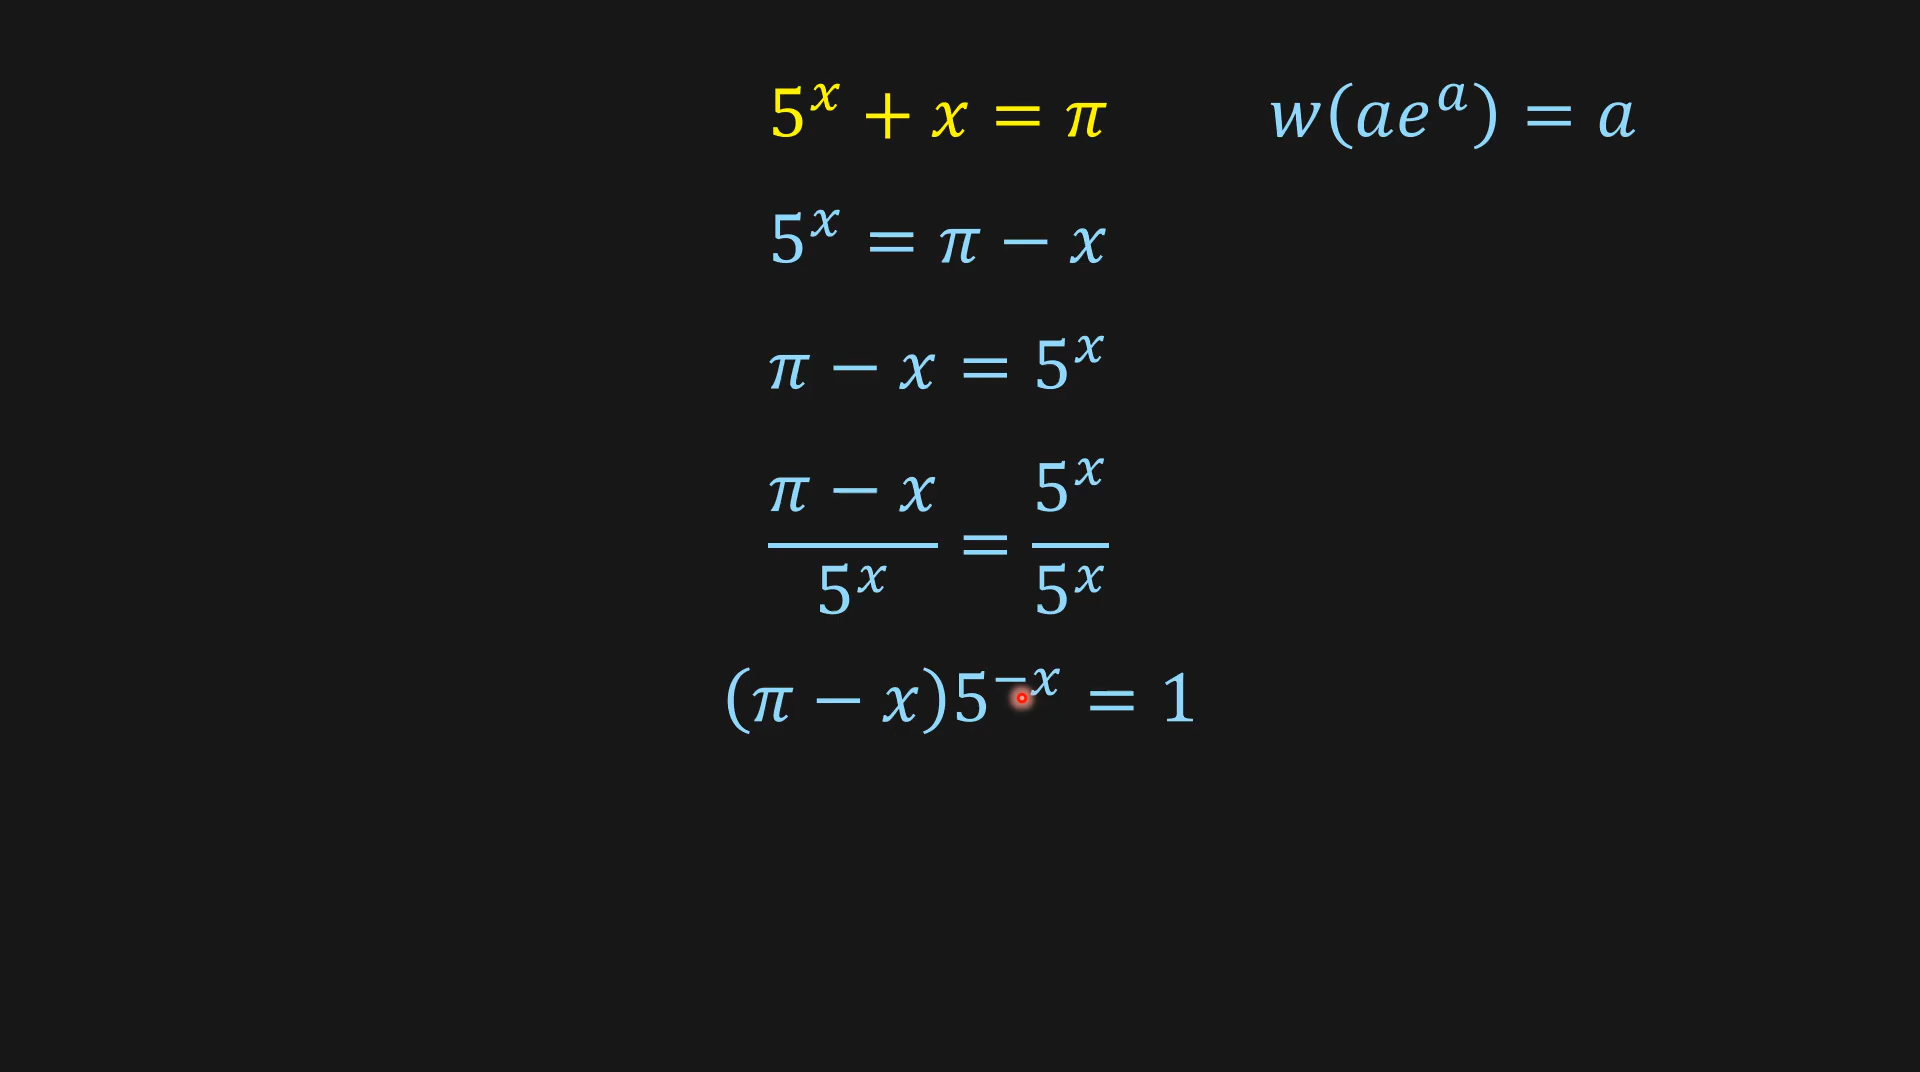 5^x + x = π    w(ae^a) = a
5^x = π − x
π − x = 5^x
(π − x)/5^x = 5^x/5^x
(π − x)5^{−x} = 1